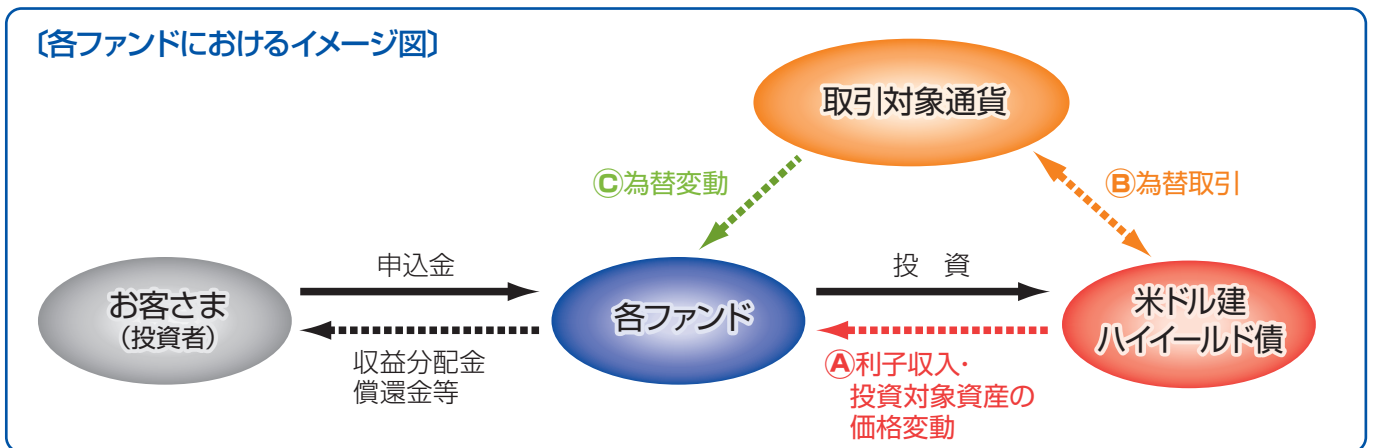 〔各ファンドにおけるイメージ図〕
取引対象通貨
Ⓒ為替変動
Ⓑ為替取引
お客さま
(投資者)
申込金
収益分配金
償還金等
各ファンド
投　資
Ⓐ利子収入・
投資対象資産の
価格変動
米ドル建
ハイイールド債